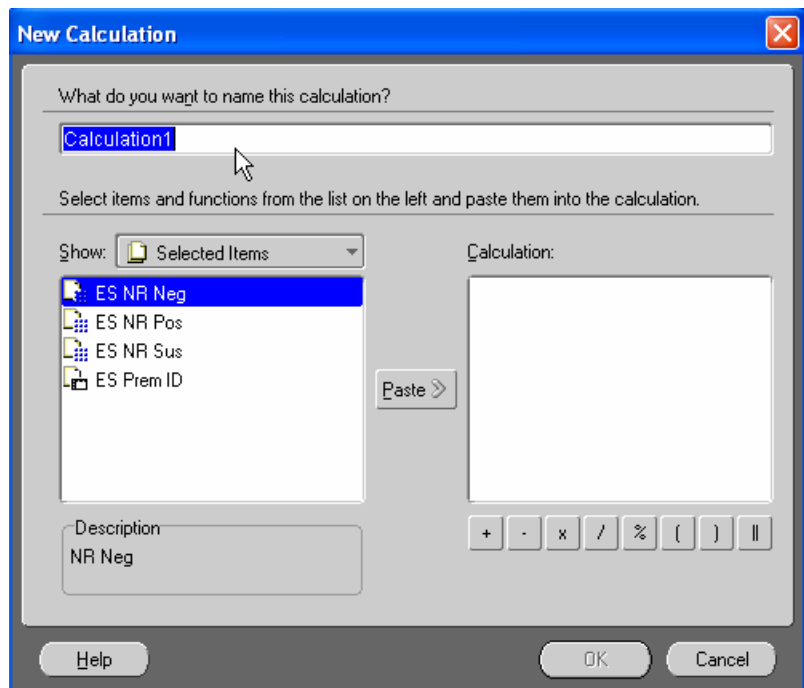 New Calculation
What do you want to name this calculation?
Calculation1
Select items and functions from the list on the left and paste them into the calculation.
Show: Selected Items
Calculation:
ES NR Neg
ES NR Pos
ES NR Sus
ES Prem ID
Paste
Description
NR Neg
+ - x / % ( ) ||
Help OK Cancel